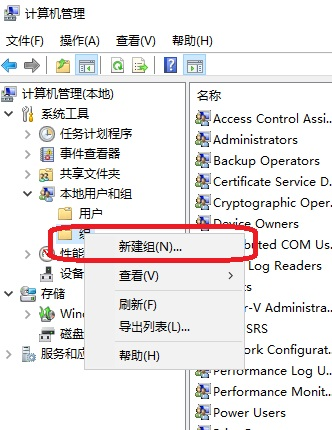 计算机管理
文件(F) 操作(A) 查看(V) 帮助(H)
计算机管理(本地)
系统工具
任务计划程序
事件查看器
共享文件夹
本地用户和组
用户
组
性能
设备
存储
Wind
磁盘
服务和应
新建组(N)...
查看(V)
刷新(F)
导出列表(L)...
帮助(H)
名称
Access Control Assi...
Administrators
Backup Operators
Certificate Service D...
Cryptographic Oper...
Device Owners
uted COM Us...
Log Readers
r-V Administra...
SRS
rk Configurat...
Performance Log U...
Performance Monit...
Power Users